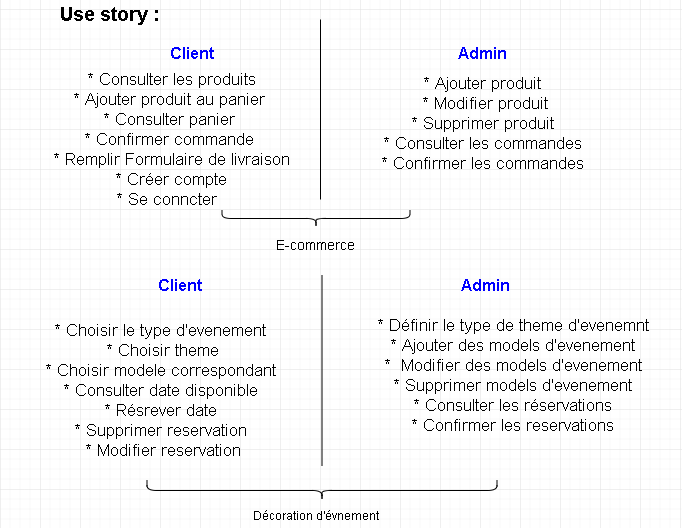 Use story :
Client
* Consulter les produits
* Ajouter produit au panier
* Consulter panier
* Confirmer commande
* Remplir Formulaire de livraison
* Créer compte
* Se conncter
Admin
* Ajouter produit
* Modifier produit
* Supprimer produit
* Consulter les commandes
* Confirmer les commandes
E-commerce
Client
* Choisir le type d'evenement
* Choisir theme
* Choisir modele correspondant
* Consulter date disponible
* Résrever date
* Supprimer reservation
* Modifier reservation
Admin
* Définir le type de theme d'evenemnt
* Ajouter des models d'evenement
* Modifier des models d'evenement
* Supprimer models d'evenement
* Consulter les réservations
* Confirmer les reservations
Décoration d'évnement